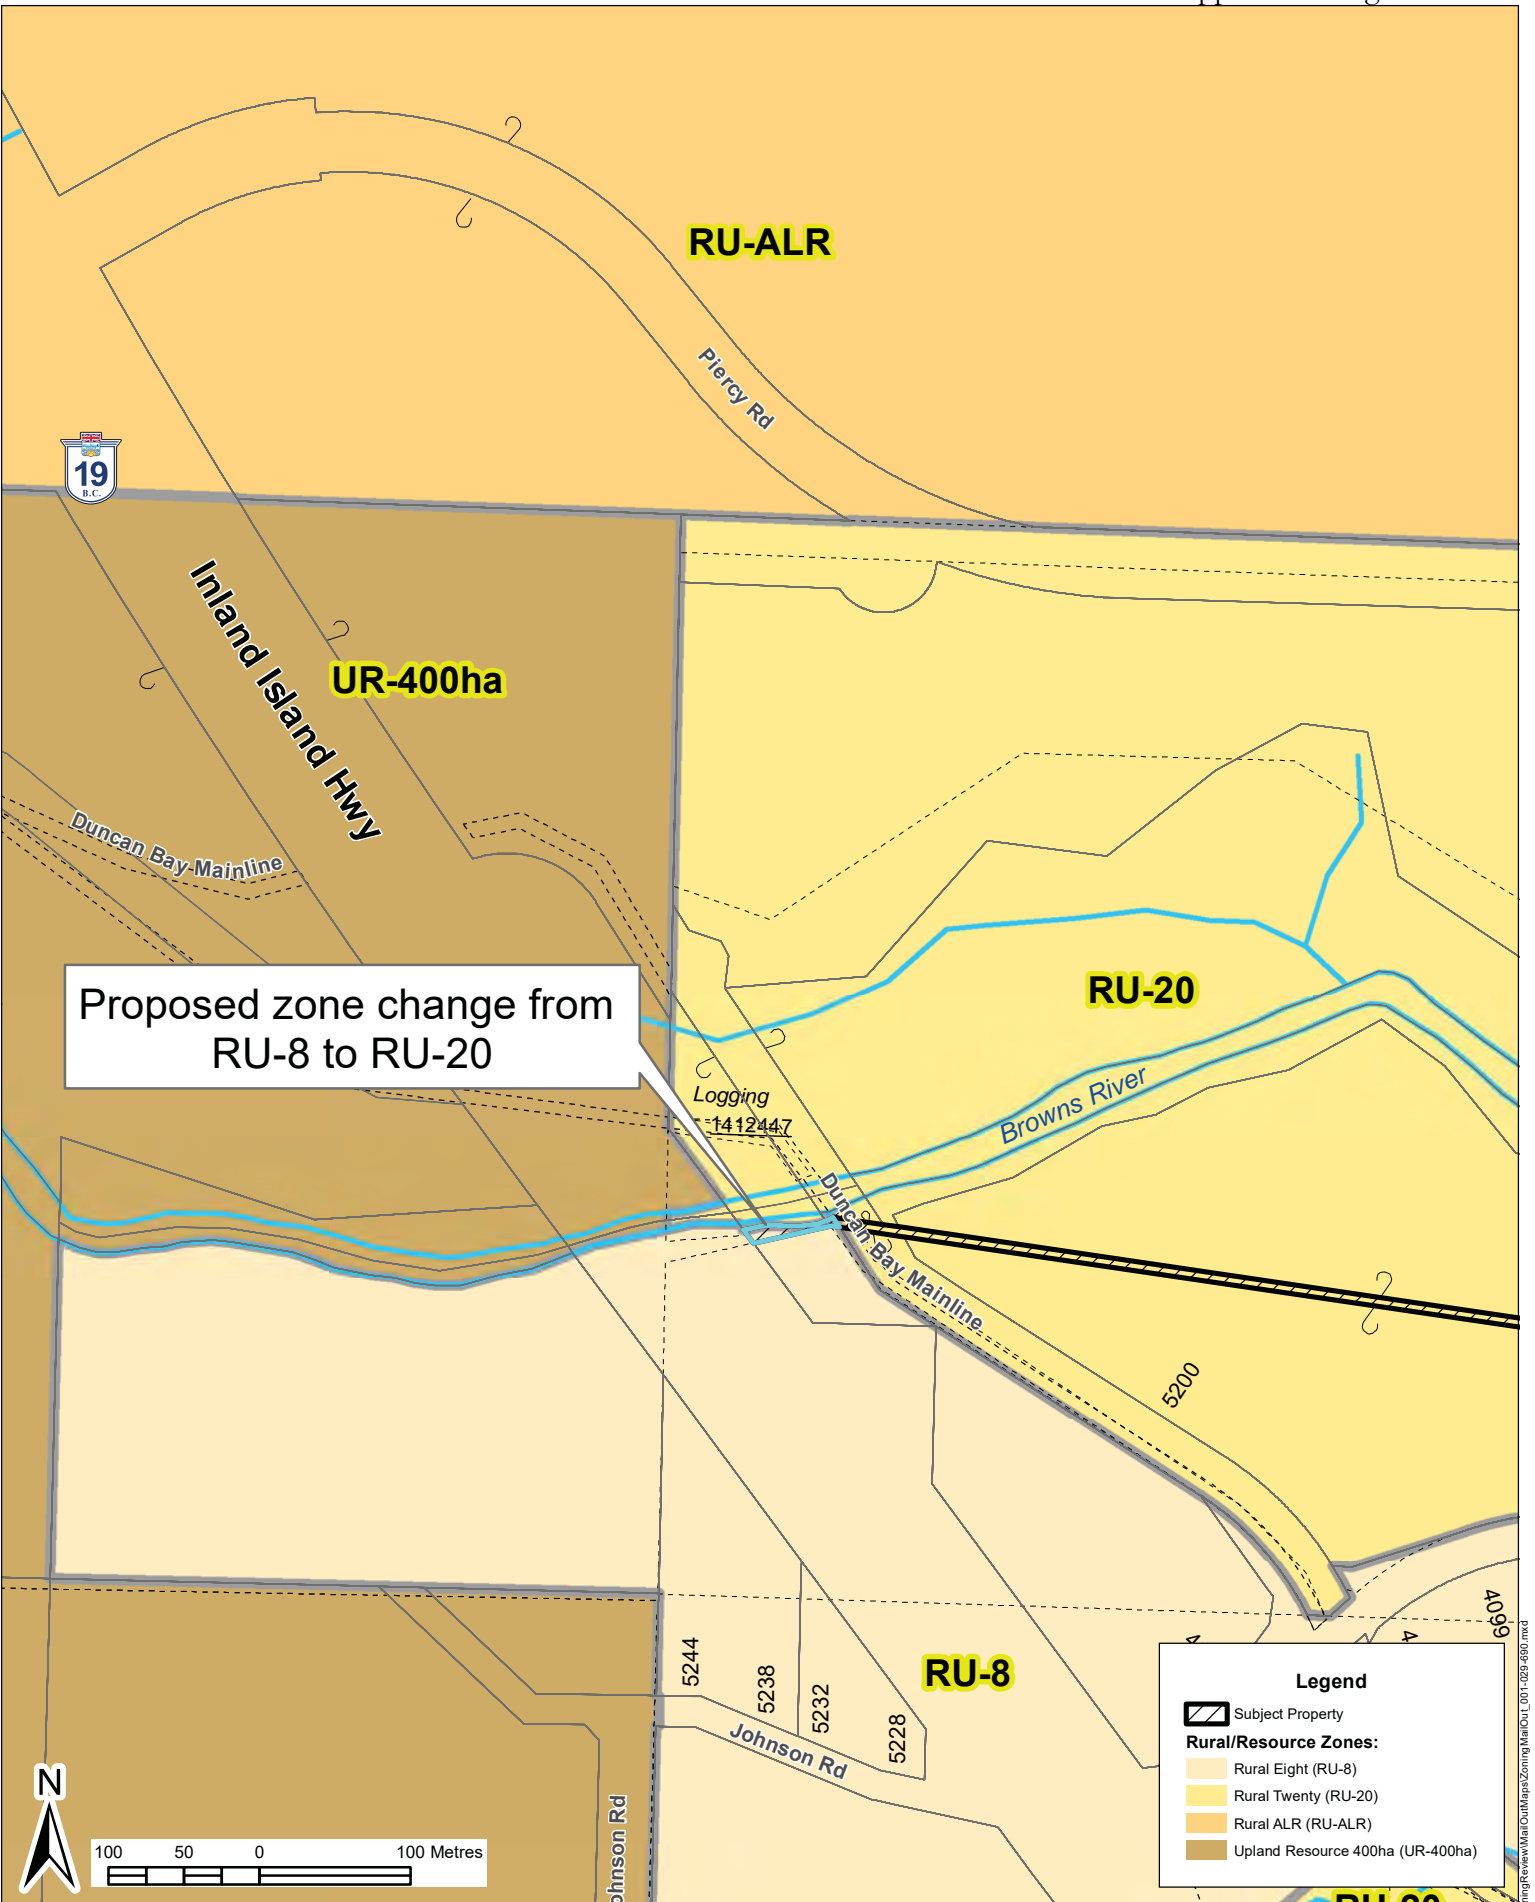 RU-ALR
Piercy Rd
19
B.C.
Inland Island Hwy
UR-400ha
Duncan Bay Mainline
Proposed zone change from
RU-8 to RU-20
RU-20
Logging
1412447
Browns River
Duncan Bay Mainline
5200
4099
5244
5238
5232
5228
RU-8
Johnson Rd
Johnson Rd
N
100 50 0 100 Metres
Legend
Subject Property
Rural/Resource Zones:
Rural Eight (RU-8)
Rural Twenty (RU-20)
Rural ALR (RU-ALR)
Upland Resource 400ha (UR-400ha)
RU-20